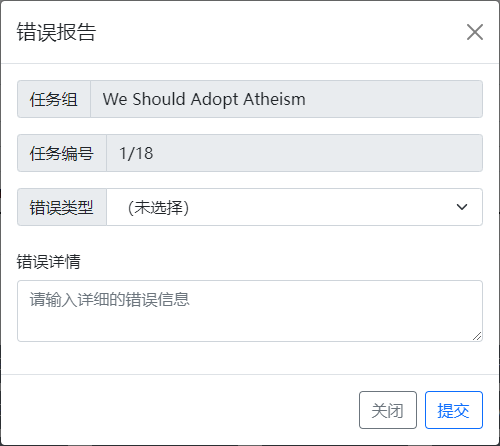 错误报告
任务组 We Should Adopt Atheism
任务编号 1/18
错误类型 （未选择）
错误详情
请输入详细的错误信息
关闭 提交